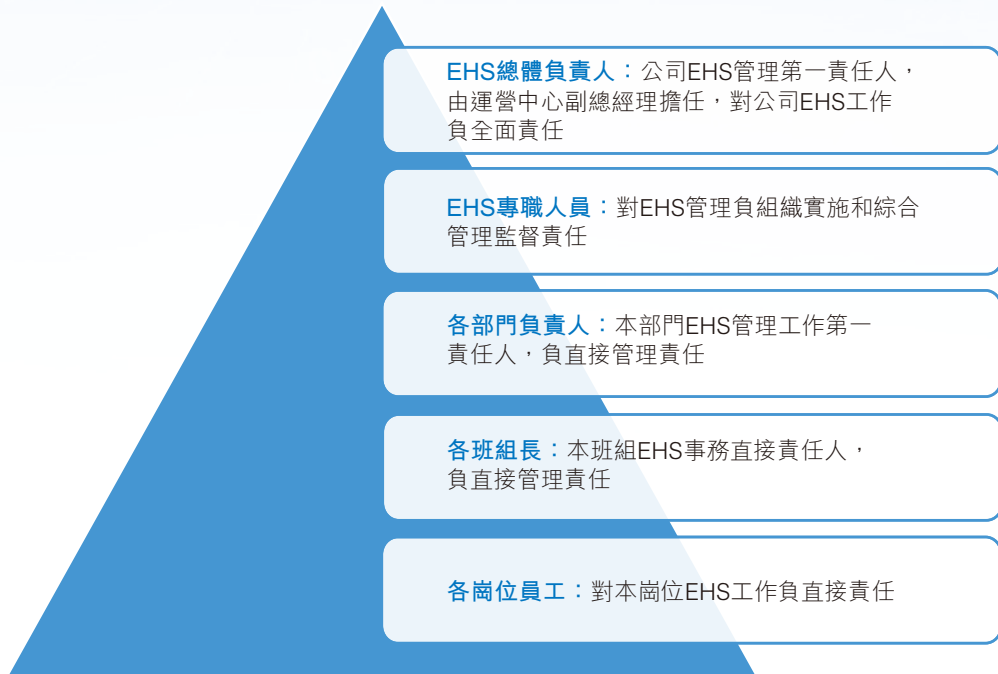 EHS總體負責人：公司EHS管理第一責任人，
由運營中心副總經理擔任，對公司EHS工作
負全面責任
EHS專職人員：對EHS管理負組織實施和綜合
管理監督責任
各部門負責人：本部門EHS管理工作第一
責任人，負直接管理責任
各班組長：本班組EHS事務直接責任人，
負直接管理責任
各崗位員工：對本崗位EHS工作負直接責任